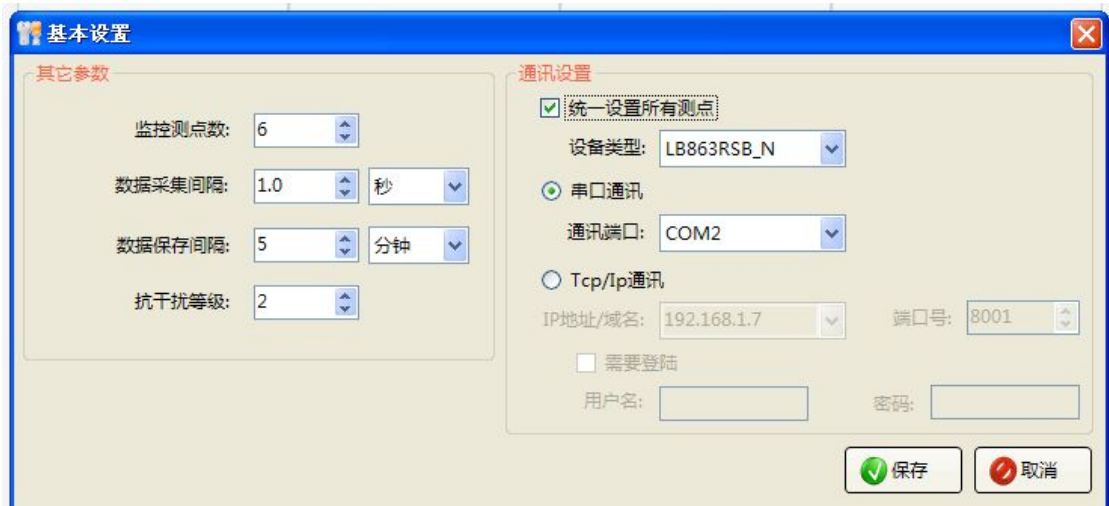 基本设置
其它参数
监控测点数: 6
数据采集间隔: 1.0 秒
数据保存间隔: 5 分钟
抗干扰等级: 2
通讯设置
统一设置所有测点
设备类型: LB863RSB_N
串口通讯
通讯端口: COM2
Tcp/Ip通讯
IP地址/域名: 192.168.1.7 端口号: 8001
需要登陆
用户名: 密码:
保存 取消